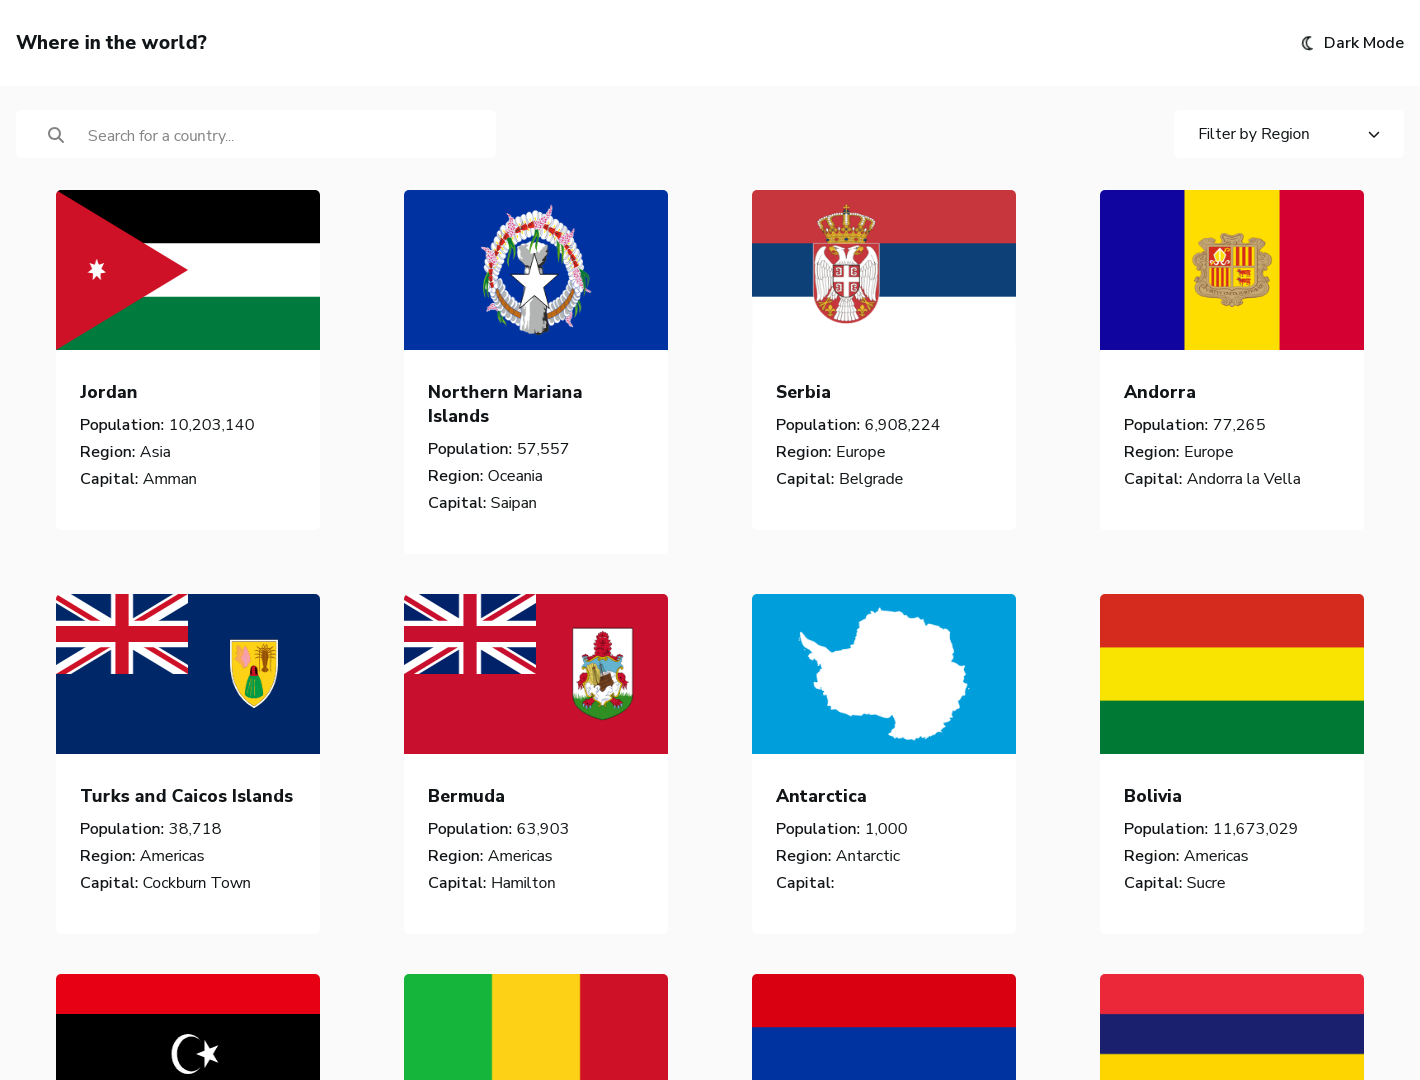 Where in the world?
Dark Mode
Search for a country...
Filter by Region
Jordan
Population: 10,203,140
Region: Asia
Capital: Amman
Northern Mariana
Islands
Population: 57,557
Region: Oceania
Capital: Saipan
Serbia
Population: 6,908,224
Region: Europe
Capital: Belgrade
Andorra
Population: 77,265
Region: Europe
Capital: Andorra la Vella
Turks and Caicos Islands
Population: 38,718
Region: Americas
Capital: Cockburn Town
Bermuda
Population: 63,903
Region: Americas
Capital: Hamilton
Antarctica
Population: 1,000
Region: Antarctic
Capital:
Bolivia
Population: 11,673,029
Region: Americas
Capital: Sucre